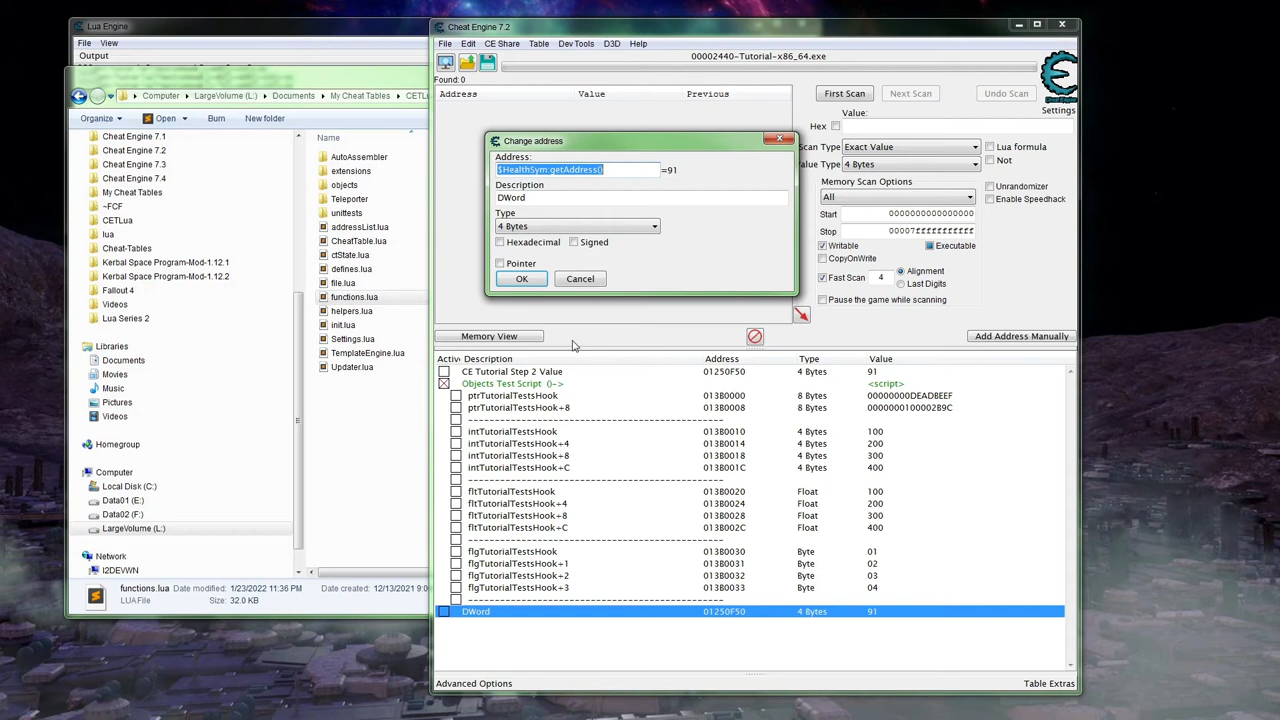 Lua Engine
File View
Output
Computer LargeVolume (L:) Documents My Cheat Tables CETLu
Organize Open Burn New folder
Cheat Engine 7.1
Cheat Engine 7.2
Cheat Engine 7.3
Cheat Engine 7.4
My Cheat Tables
~FCF
CETLua
lua
Cheat-Tables
Kerbal Space Program-Mod-1.12.1
Kerbal Space Program-Mod-1.12.2
Fallout 4
Videos
Lua Series 2
Libraries
Documents
Movies
Music
Pictures
Videos
Homegroup
Computer
Local Disk (C:)
Data01 (E:)
Data02 (F:)
LargeVolume (L:)
Network
I2DEVWN
Name
AutoAssembler
extensions
objects
Teleporter
unittests
addressList.lua
CheatTable.lua
ctState.lua
defines.lua
file.lua
functions.lua
helpers.lua
init.lua
Settings.lua
TemplateEngine.lua
Updater.lua
functions.lua Date modified: 1/23/2022 11:36 PM Date created: 12/13/2021 9:0
LUA File Size: 32.0 KB
Cheat Engine 7.2
File Edit CE Share Table Dev Tools D3D Help
00002440-Tutorial-x86_64.exe
Found: 0
Address Value Previous
First Scan Next Scan Undo Scan
Settings
Value:
Hex
Scan Type Exact Value Lua formula
Value Type 4 Bytes Not
Memory Scan Options
All
Unrandomizer
Enable Speedhack
Start 0000000000000000
Stop 00007fffffffffff
Writable Executable
CopyOnWrite
Fast Scan 4 Alignment
Last Digits
Pause the game while scanning
Change address
Address:
$HealthSym.getAddress() =91
Description
DWord
Type
4 Bytes
Hexadecimal Signed
Pointer
OK Cancel
Memory View Add Address Manually
Active Description Address Type Value
CE Tutorial Step 2 Value 01250F50 4 Bytes 91
Objects Test Script ()-> <script>
ptrTutorialTestsHook 013B0000 8 Bytes 00000000DEADBEEF
ptrTutorialTestsHook+8 013B0008 8 Bytes 0000000100002B9C
------------------------------------------------
intTutorialTestsHook 013B0010 4 Bytes 100
intTutorialTestsHook+4 013B0014 4 Bytes 200
intTutorialTestsHook+8 013B0018 4 Bytes 300
intTutorialTestsHook+C 013B001C 4 Bytes 400
------------------------------------------------
fltTutorialTestsHook 013B0020 Float 100
fltTutorialTestsHook+4 013B0024 Float 200
fltTutorialTestsHook+8 013B0028 Float 300
fltTutorialTestsHook+C 013B002C Float 400
------------------------------------------------
flgTutorialTestsHook 013B0030 Byte 01
flgTutorialTestsHook+1 013B0031 Byte 02
flgTutorialTestsHook+2 013B0032 Byte 03
flgTutorialTestsHook+3 013B0033 Byte 04
------------------------------------------------
DWord 01250F50 4 Bytes 91
Advanced Options Table Extras